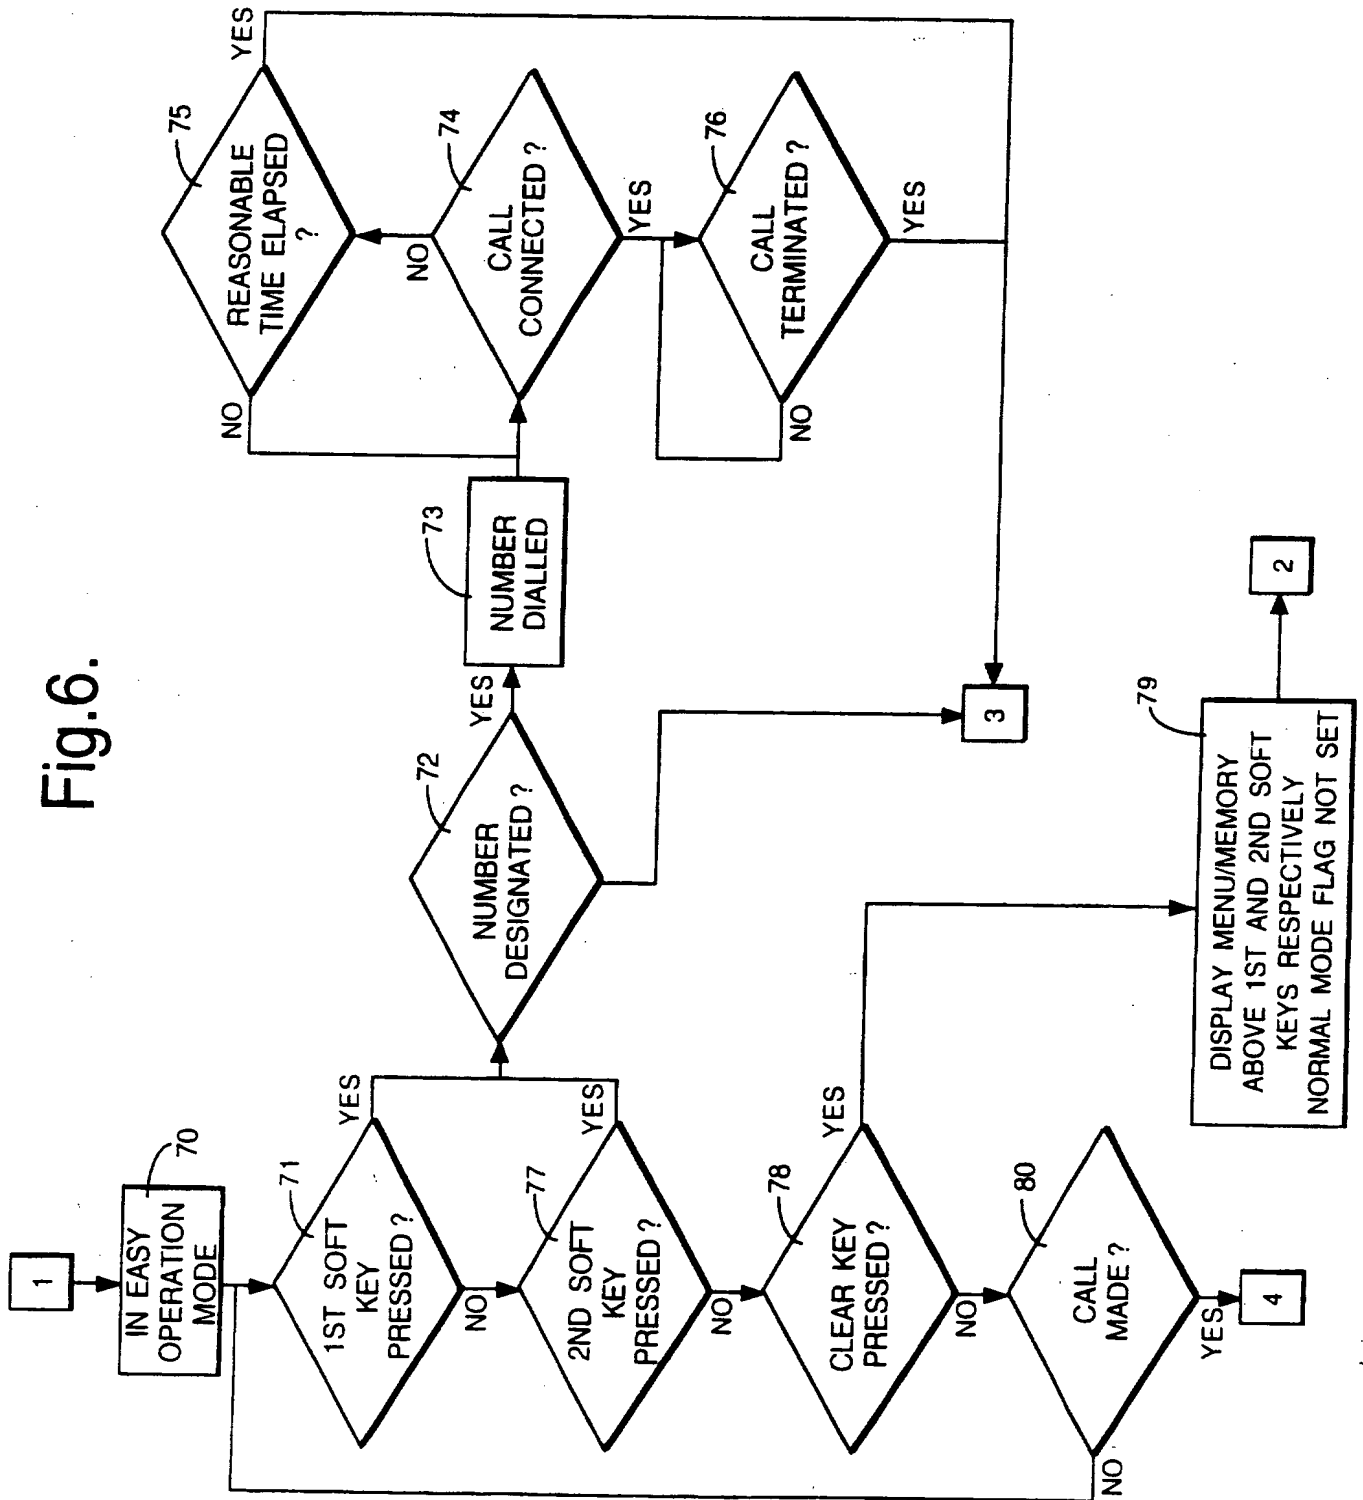 Fig.6.
1
IN EASY
OPERATION
MODE
70
1ST SOFT
KEY
PRESSED?
71
YES
NO
2ND SOFT
KEY
PRESSED?
77
YES
NO
CLEAR KEY
PRESSED?
78
YES
NO
CALL
MADE?
80
NO
YES
4
NUMBER
DESIGNATED?
72
YES
NUMBER
DIALLED
73
REASONABLE
TIME ELAPSED
?
75
NO
YES
CALL
CONNECTED?
74
NO
YES
CALL
TERMINATED?
76
NO
YES
3
DISPLAY MENU/MEMORY
ABOVE 1ST AND 2ND SOFT
KEYS RESPECTIVELY
NORMAL MODE FLAG NOT SET
79
2